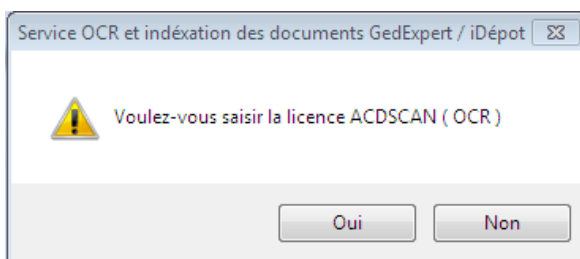 Service OCR et indéxation des documents GedExpert / iDépot
Voulez-vous saisir la licence ACDSCAN ( OCR )
Oui
Non